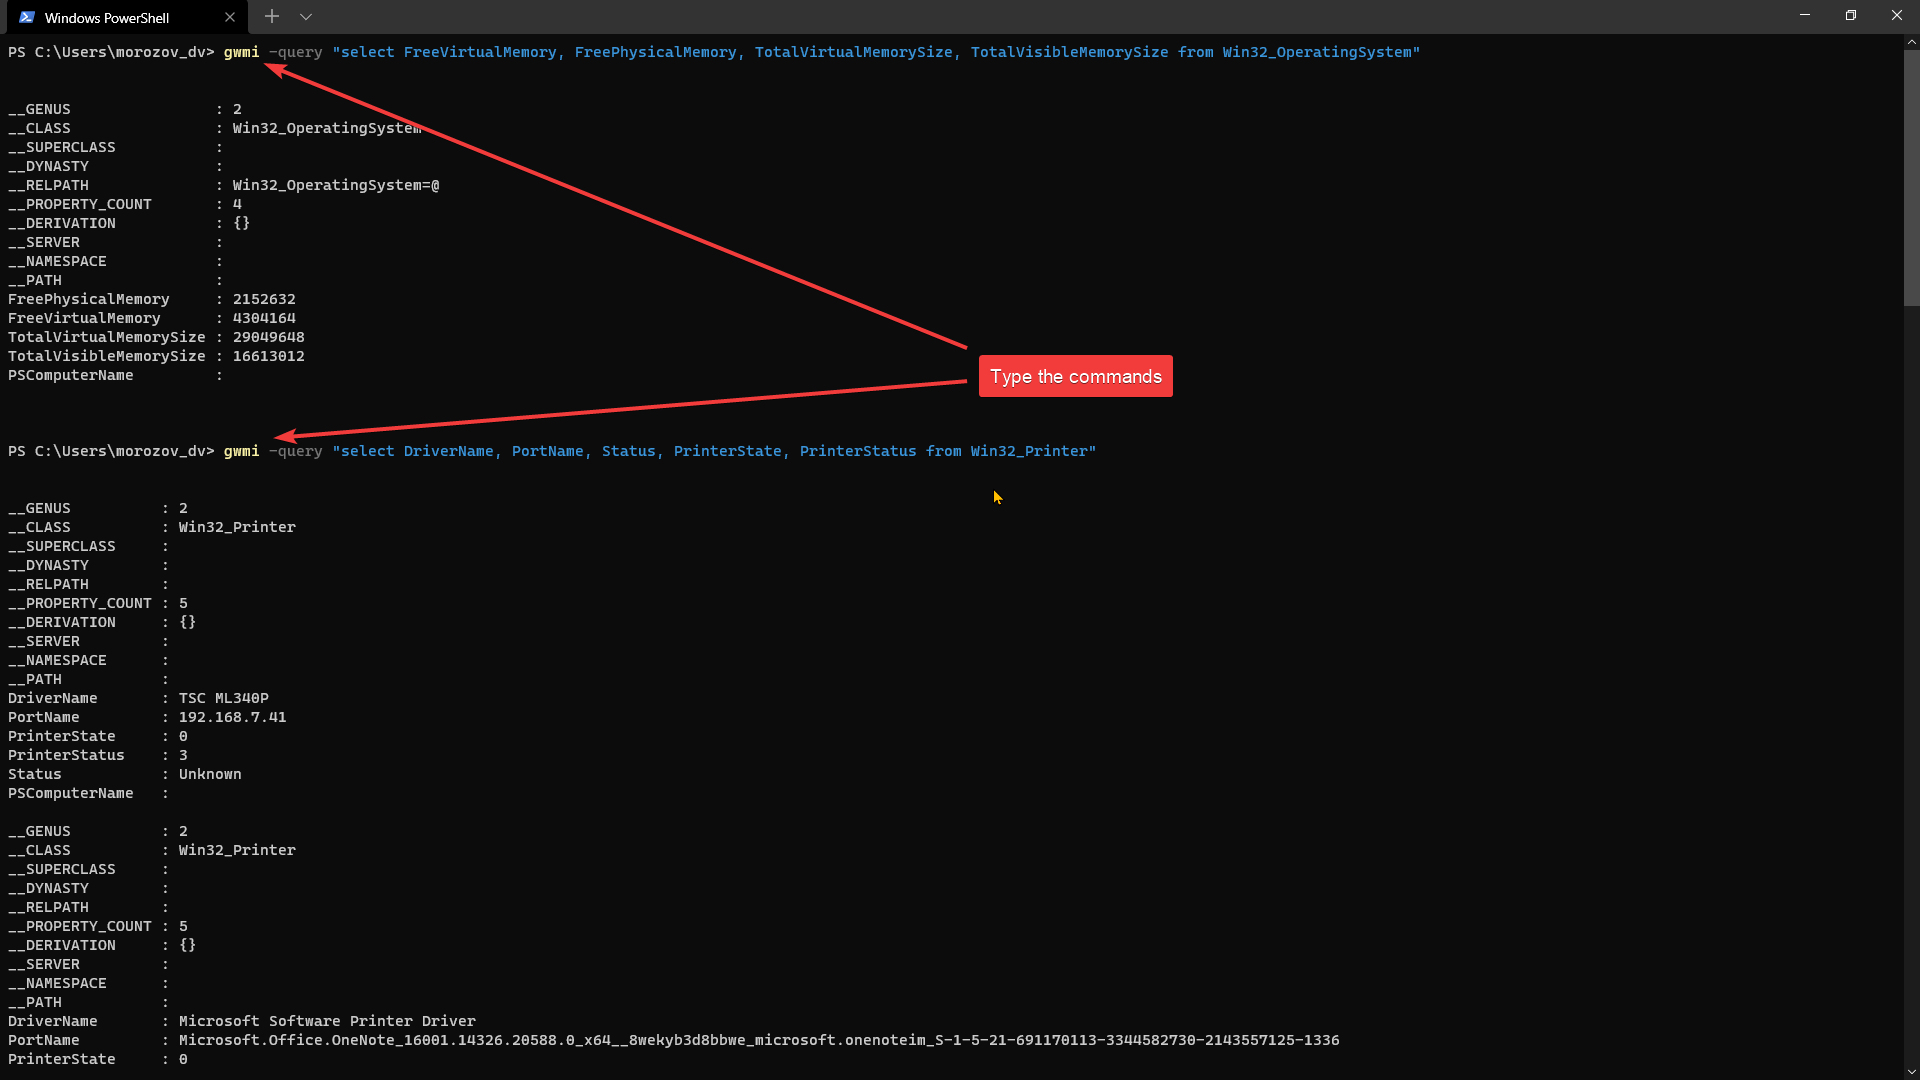 Windows PowerShell
PS C:\Users\morozov_dv> gwmi -query "select FreeVirtualMemory, FreePhysicalMemory, TotalVirtualMemorySize, TotalVisibleMemorySize from Win32_OperatingSystem"
__GENUS : 2
__CLASS : Win32_OperatingSystem
__SUPERCLASS :
__DYNASTY :
__RELPATH : Win32_OperatingSystem=@
__PROPERTY_COUNT : 4
__DERIVATION : {}
__SERVER :
__NAMESPACE :
__PATH :
FreePhysicalMemory : 2152632
FreeVirtualMemory : 4304164
TotalVirtualMemorySize : 29049648
TotalVisibleMemorySize : 16613012
PSComputerName :
Type the commands
PS C:\Users\morozov_dv> gwmi -query "select DriverName, PortName, Status, PrinterState, PrinterStatus from Win32_Printer"
__GENUS : 2
__CLASS : Win32_Printer
__SUPERCLASS :
__DYNASTY :
__RELPATH :
__PROPERTY_COUNT : 5
__DERIVATION : {}
__SERVER :
__NAMESPACE :
__PATH :
DriverName : TSC ML340P
PortName : 192.168.7.41
PrinterState : 0
PrinterStatus : 3
Status : Unknown
PSComputerName :
__GENUS : 2
__CLASS : Win32_Printer
__SUPERCLASS :
__DYNASTY :
__RELPATH :
__PROPERTY_COUNT : 5
__DERIVATION : {}
__SERVER :
__NAMESPACE :
__PATH :
DriverName : Microsoft Software Printer Driver
PortName : Microsoft.Office.OneNote_16001.14326.20588.0_x64__8wekyb3d8bbwe_microsoft.onenoteim_S-1-5-21-691170113-3344582730-2143557125-1336
PrinterState : 0